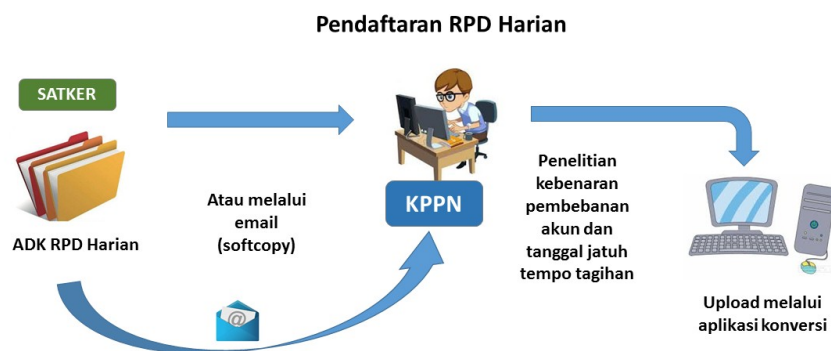 Pendaftaran RPD Harian
SATKER
ADK RPD Harian
Atau melalui
email
(softcopy)
KPPN
Penelitian
kebenaran
pembebanan
akun dan
tanggal jatuh
tempo tagihan
Upload melalui
aplikasi konversi